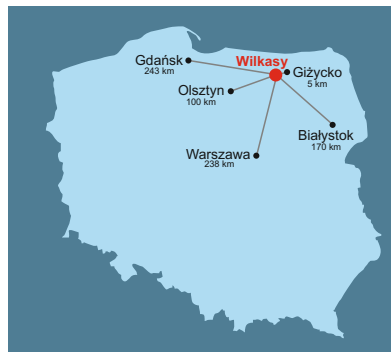 Wilkasy
Gdańsk
243 km
Giżycko
5 km
Olsztyn
100 km
Białystok
170 km
Warszawa
238 km